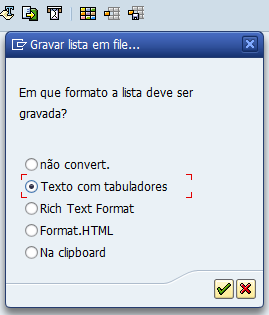 Gravar lista em file...
Em que formato a lista deve ser
gravada?
não convert.
Texto com tabuladores
Rich Text Format
Format.HTML
Na clipboard